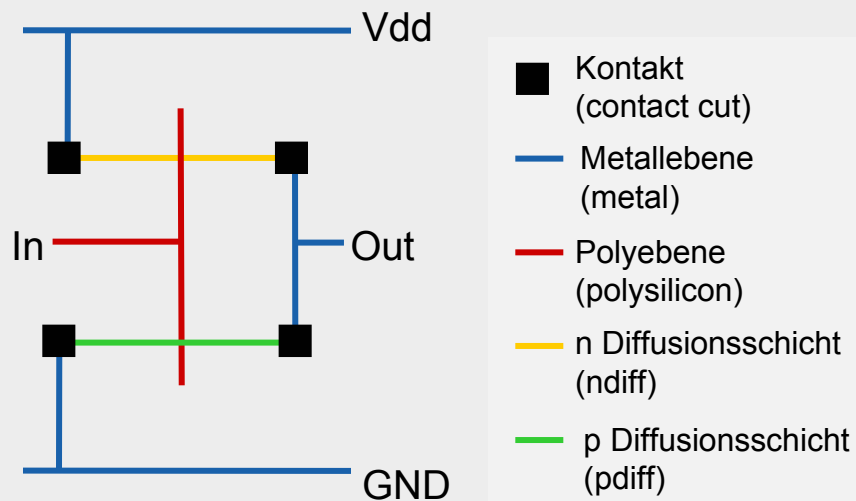 Vdd
In
Out
GND
Kontakt
(contact cut)
Metallebene
(metal)
Polyebene
(polysilicon)
n Diffusionsschicht
(ndiff)
p Diffusionsschicht
(pdiff)